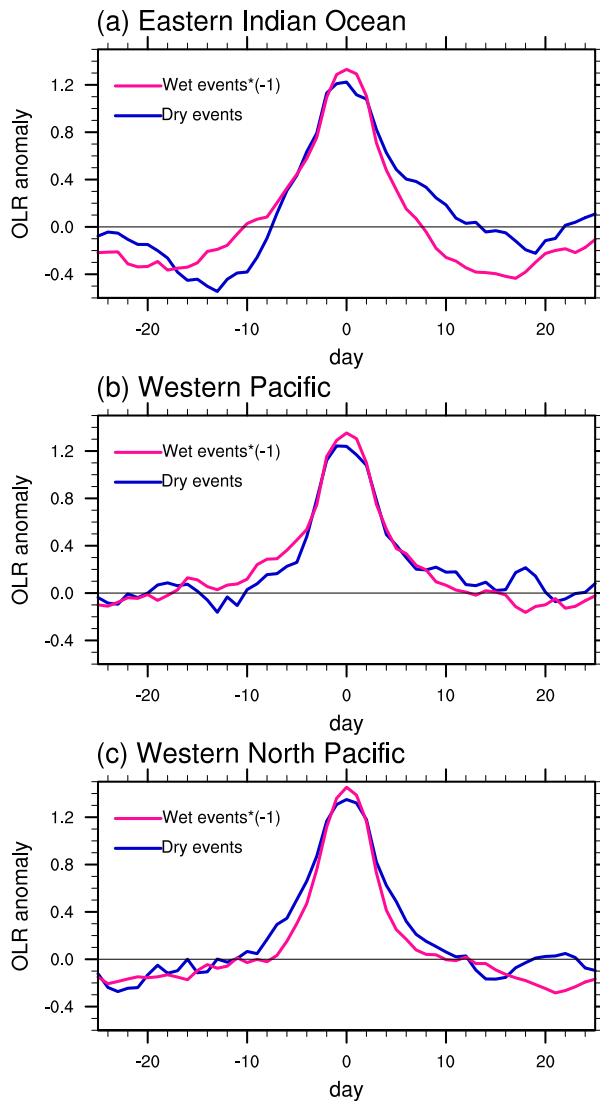 (a) Eastern Indian Ocean
1.2
0.8
0.4
0.0
-0.4
OLR anomaly
Wet events*(-1)
Dry events
-20 -10 0 10 20
day
(b) Western Pacific
1.2
0.8
0.4
0.0
-0.4
OLR anomaly
Wet events*(-1)
Dry events
-20 -10 0 10 20
day
(c) Western North Pacific
1.2
0.8
0.4
0.0
-0.4
OLR anomaly
Wet events*(-1)
Dry events
-20 -10 0 10 20
day